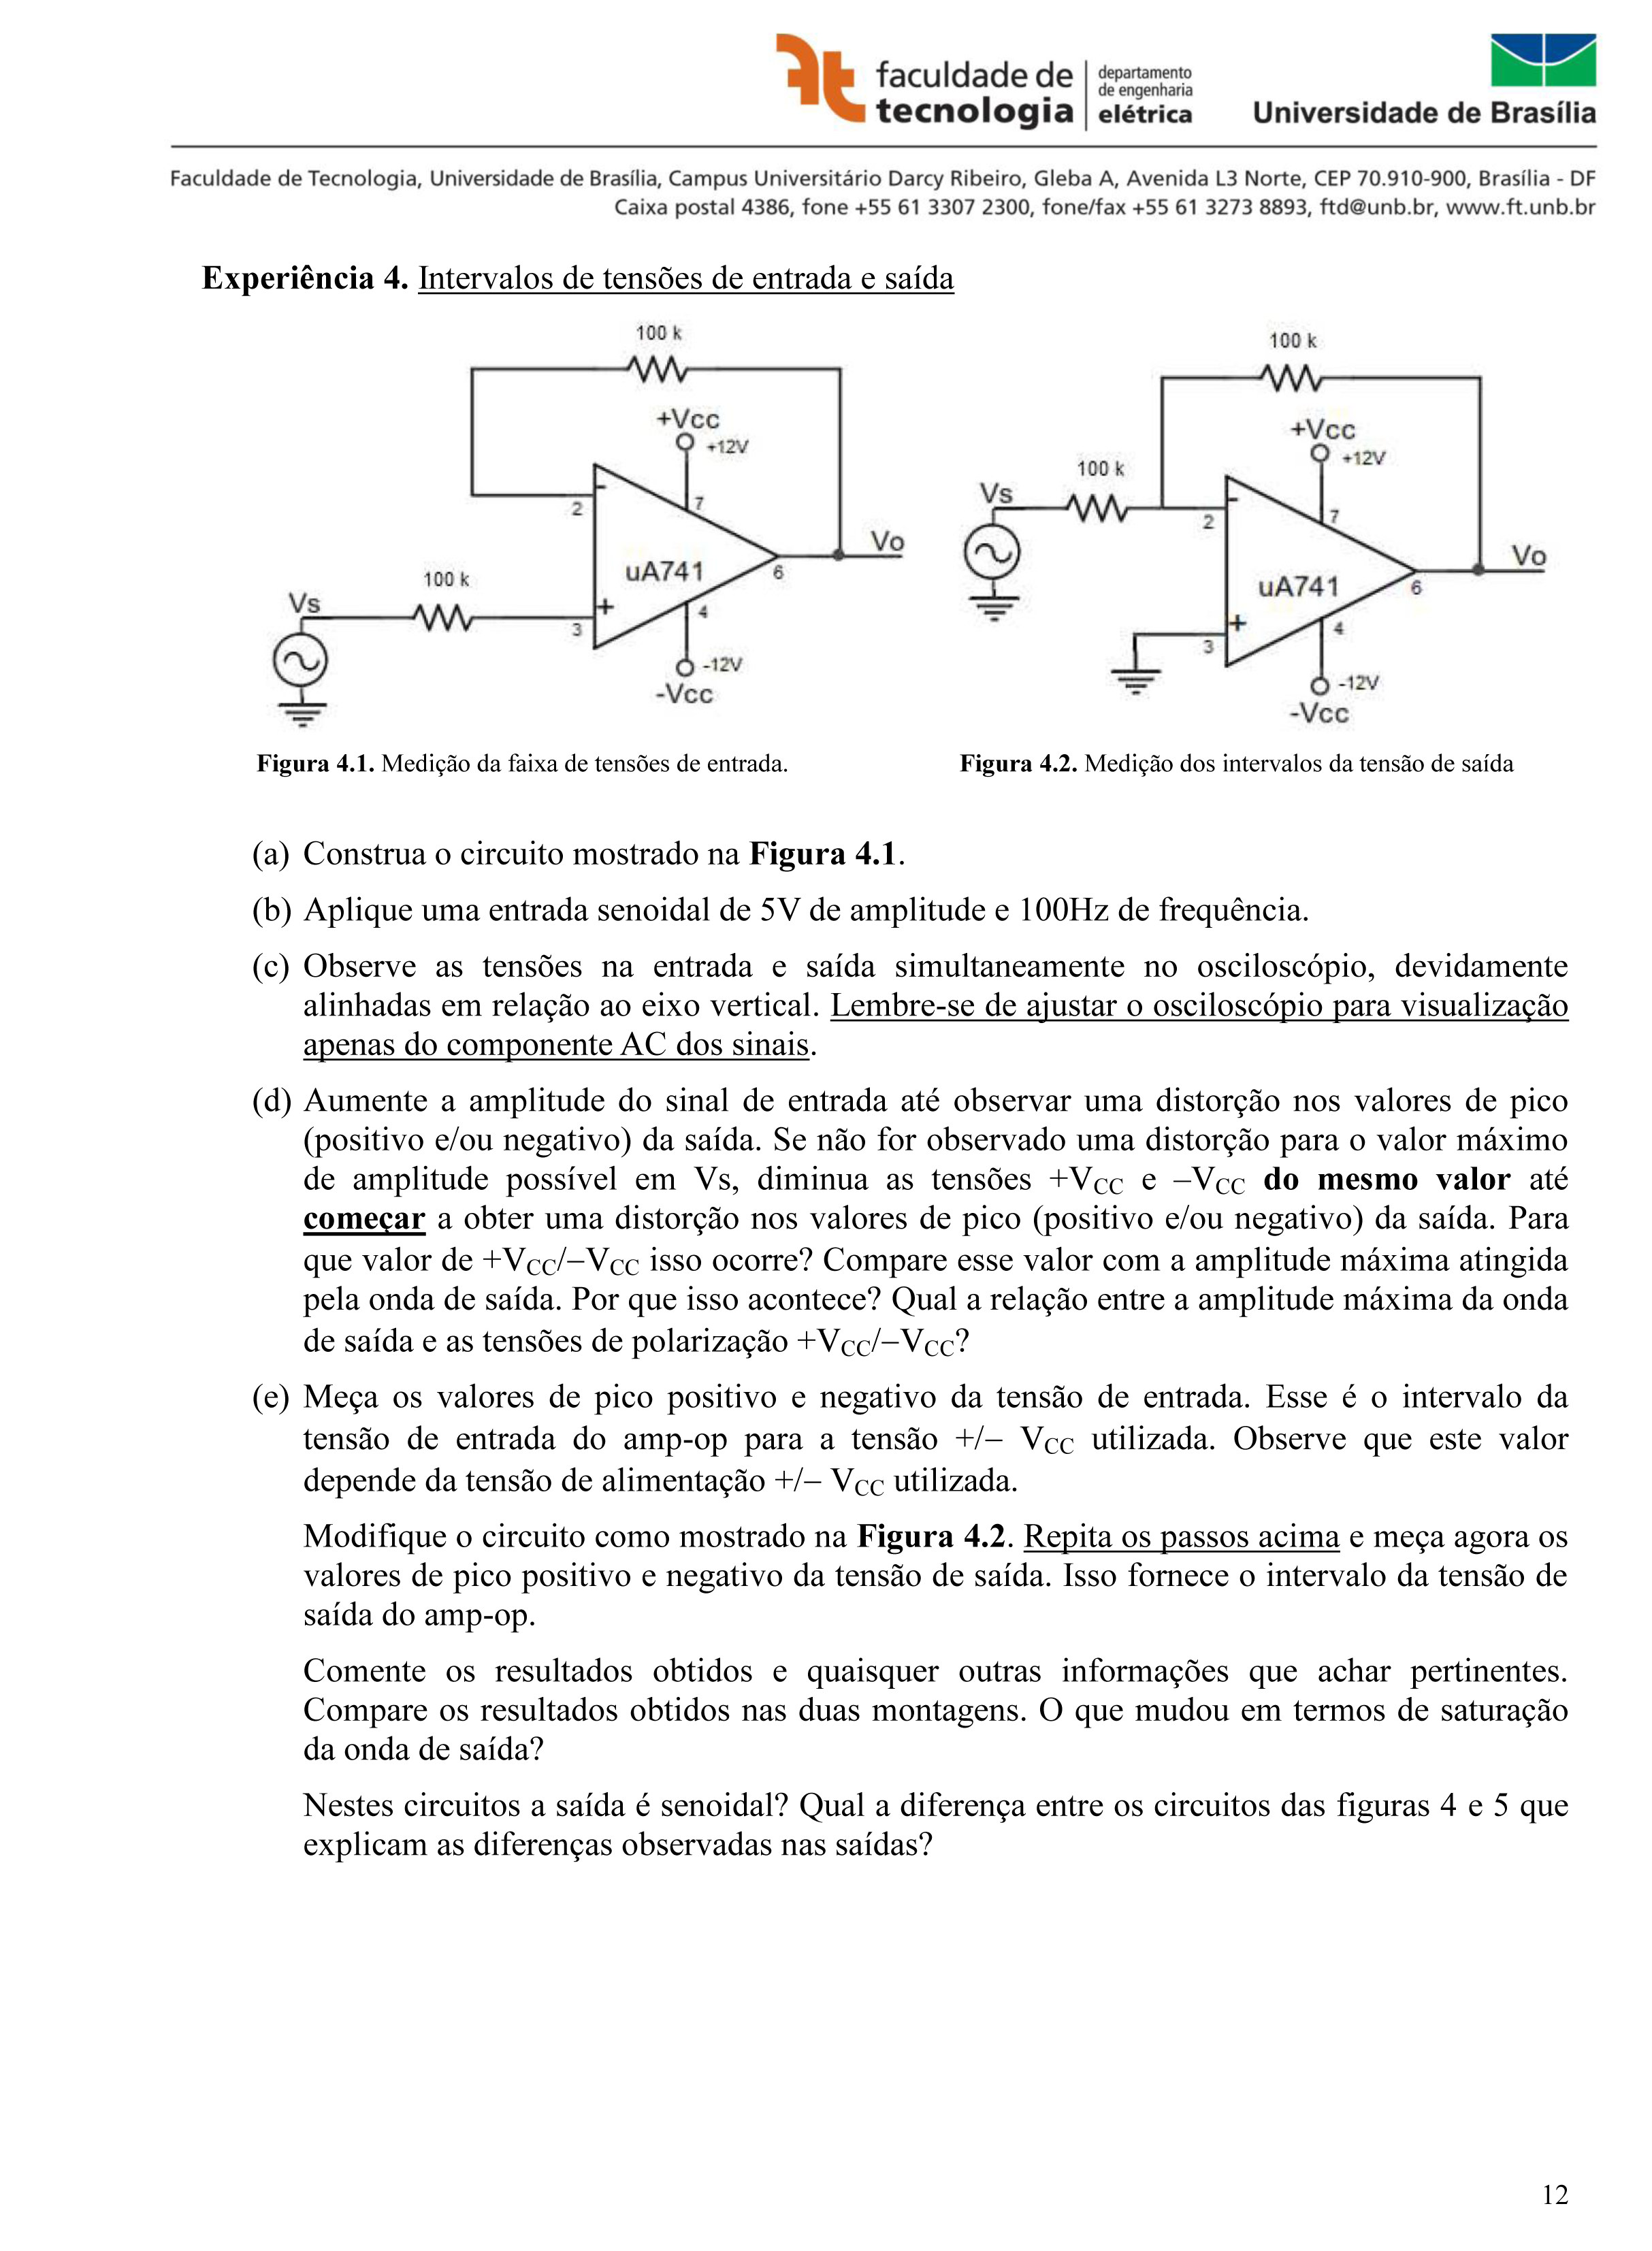 faculdade de
tecnologia
departamento
de engenharia
elétrica
Universidade de Brasília
Faculdade de Tecnologia, Universidade de Brasília, Campus Universitário Darcy Ribeiro, Gleba A, Avenida L3 Norte, CEP 70.910-900, Brasília - DF
Caixa postal 4386, fone +55 61 3307 2300, fone/fax +55 61 3273 8893, ftd@unb.br, www.ft.unb.br
Experiência 4. Intervalos de tensões de entrada e saída
100 k
+Vcc
+12V
-
2
7
Vo
100 k
uA741
6
Vs
+
4
3
-12V
-Vcc
100 k
+Vcc
+12V
100 k
Vs
-
2
7
Vo
uA741
6
+
4
3
-12V
-Vcc
Figura 4.1. Medição da faixa de tensões de entrada.
Figura 4.2. Medição dos intervalos da tensão de saída
(a) Construa o circuito mostrado na Figura 4.1.
(b) Aplique uma entrada senoidal de 5V de amplitude e 100Hz de frequência.
(c) Observe as tensões na entrada e saída simultaneamente no osciloscópio, devidamente
alinhadas em relação ao eixo vertical. Lembre-se de ajustar o osciloscópio para visualização
apenas do componente AC dos sinais.
(d) Aumente a amplitude do sinal de entrada até observar uma distorção nos valores de pico
(positivo e/ou negativo) da saída. Se não for observado uma distorção para o valor máximo
de amplitude possível em Vs, diminua as tensões +VCC e –VCC do mesmo valor até
começar a obter uma distorção nos valores de pico (positivo e/ou negativo) da saída. Para
que valor de +VCC/–VCC isso ocorre? Compare esse valor com a amplitude máxima atingida
pela onda de saída. Por que isso acontece? Qual a relação entre a amplitude máxima da onda
de saída e as tensões de polarização +VCC/–VCC?
(e) Meça os valores de pico positivo e negativo da tensão de entrada. Esse é o intervalo da
tensão de entrada do amp-op para a tensão +/– VCC utilizada. Observe que este valor
depende da tensão de alimentação +/– VCC utilizada.
Modifique o circuito como mostrado na Figura 4.2. Repita os passos acima e meça agora os
valores de pico positivo e negativo da tensão de saída. Isso fornece o intervalo da tensão de
saída do amp-op.
Comente os resultados obtidos e quaisquer outras informações que achar pertinentes.
Compare os resultados obtidos nas duas montagens. O que mudou em termos de saturação
da onda de saída?
Nestes circuitos a saída é senoidal? Qual a diferença entre os circuitos das figuras 4 e 5 que
explicam as diferenças observadas nas saídas?
12